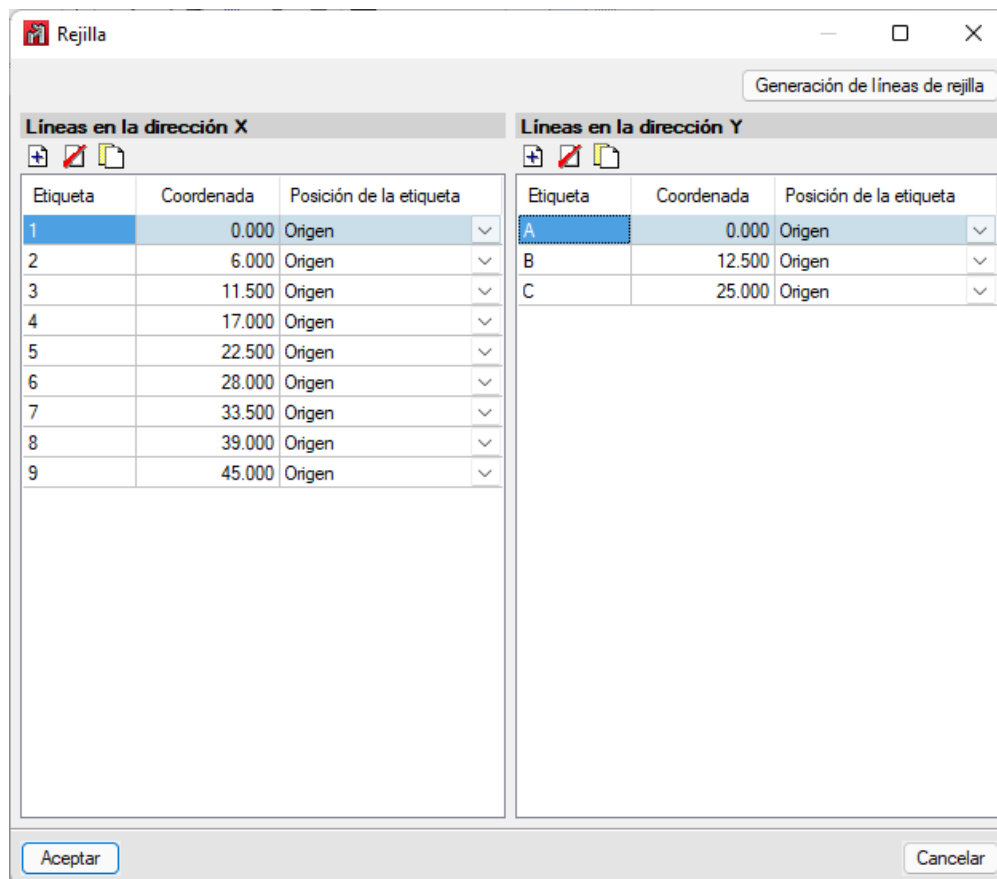 Rejilla
Generación de líneas de rejilla
Líneas en la dirección X
Etiqueta Coordenada Posición de la etiqueta
1 0.000 Origen
2 6.000 Origen
3 11.500 Origen
4 17.000 Origen
5 22.500 Origen
6 28.000 Origen
7 33.500 Origen
8 39.000 Origen
9 45.000 Origen
Líneas en la dirección Y
Etiqueta Coordenada Posición de la etiqueta
A 0.000 Origen
B 12.500 Origen
C 25.000 Origen
Aceptar
Cancelar